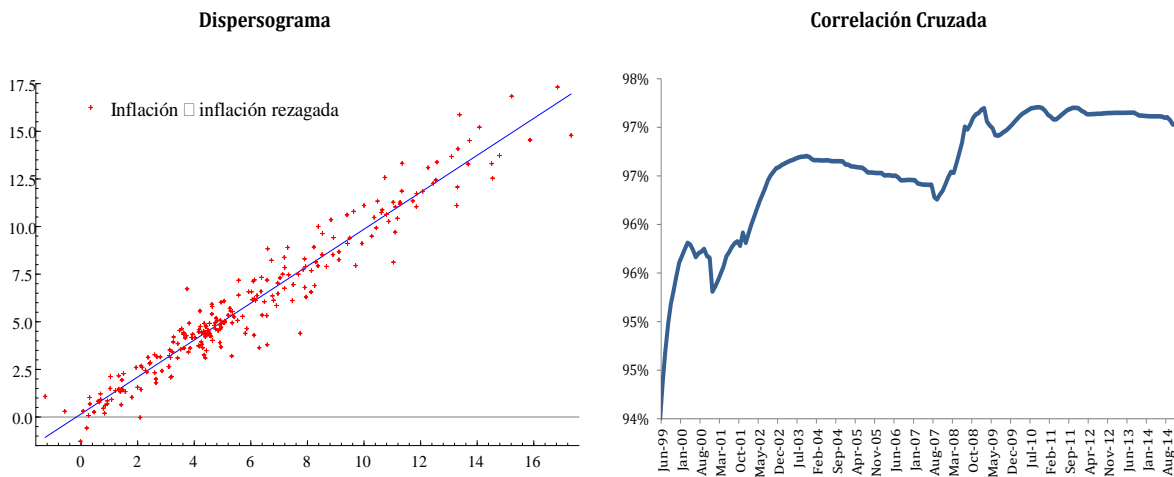 Dispersograma
17.5
15.0
12.5
10.0
7.5
5.0
2.5
0.0
Inflación □ inflación rezagada
0 2 4 6 8 10 12 14 16
Correlación Cruzada
98%
97%
97%
96%
96%
95%
95%
94%
Jun-99
Jan-00
Aug-00
Mar-01
Oct-01
May-02
Dec-02
Jul-03
Feb-04
Sep-04
Apr-05
Nov-05
Jun-06
Jan-07
Aug-07
Mar-08
Oct-08
May-09
Dec-09
Jul-10
Feb-11
Sep-11
Apr-12
Nov-12
Jun-13
Jan-14
Aug-14